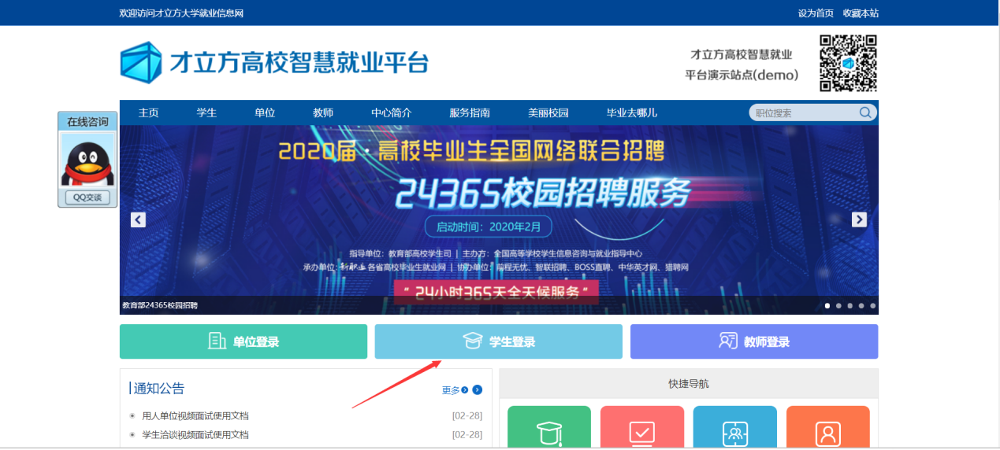 欢迎访问才立方大学就业信息网
设为首页 收藏本站
才立方高校智慧就业平台
才立方高校智慧就业
平台演示站点(demo)
在线咨询
QQ交谈
主页 学生 单位 教师 中心简介 服务指南 美丽校园 毕业去哪儿 职位搜索
2020届·高校毕业生全国网络联合招聘
24365校园招聘服务
启动时间：2020年2月
指导单位：教育部高校学生司 | 主办方：全国高等学校学生信息咨询与就业指导中心
承办单位：新职业 各省高校毕业生就业网 | 协办单位：前程无忧、智联招聘、BOSS直聘、中华英才网、猎聘网
“ 24小时365天全天候服务 ”
教育部24365校园招聘
单位登录 学生登录 教师登录
通知公告 更多
用人单位视频面试使用文档 [02-28]
学生洽谈视频面试使用文档 [02-28]
快捷导航